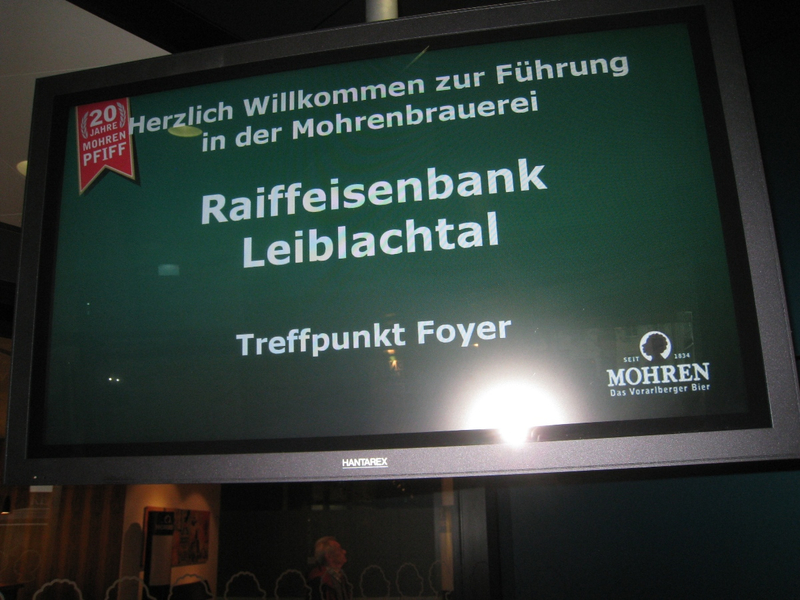 20
JAHRE
MOHREN
PFIFF
Herzlich Willkommen zur Führung
in der Mohrenbrauerei
Raiffeisenbank
Leiblachtal
Treffpunkt Foyer
SEIT 1834
MOHREN
Das Vorarlberger Bier
HANTAREX